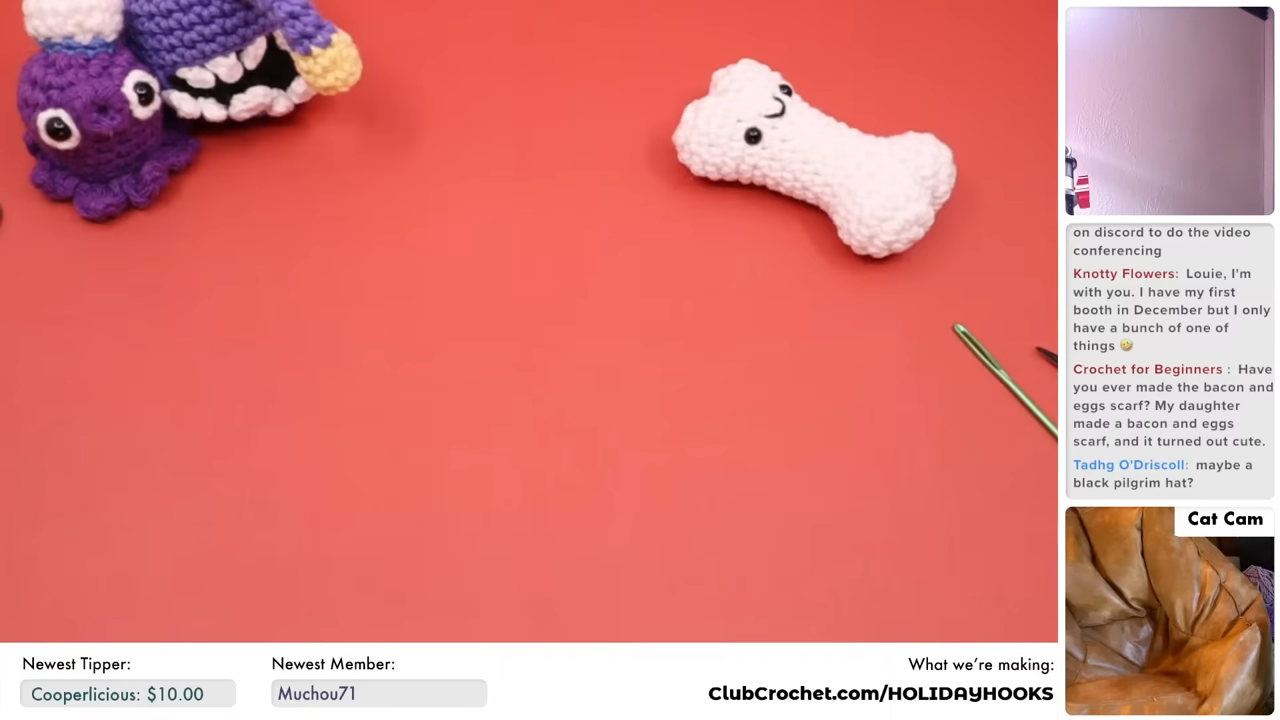 on discord to do the video
conferencing
Knotty Flowers: Louie, I'm
with you. I have my first
booth in December but I only
have a bunch of one of
things 🤣
Crochet for Beginners : Have
you ever made the bacon and
eggs scarf? My daughter
made a bacon and eggs
scarf, and it turned out cute.
Tadhg O'Driscoll: maybe a
black pilgrim hat?
Cat Cam
Newest Tipper:
Cooperlicious: $10.00
Newest Member:
Muchou71
What we're making:
ClubCrochet.com/HOLIDAYHOOKS